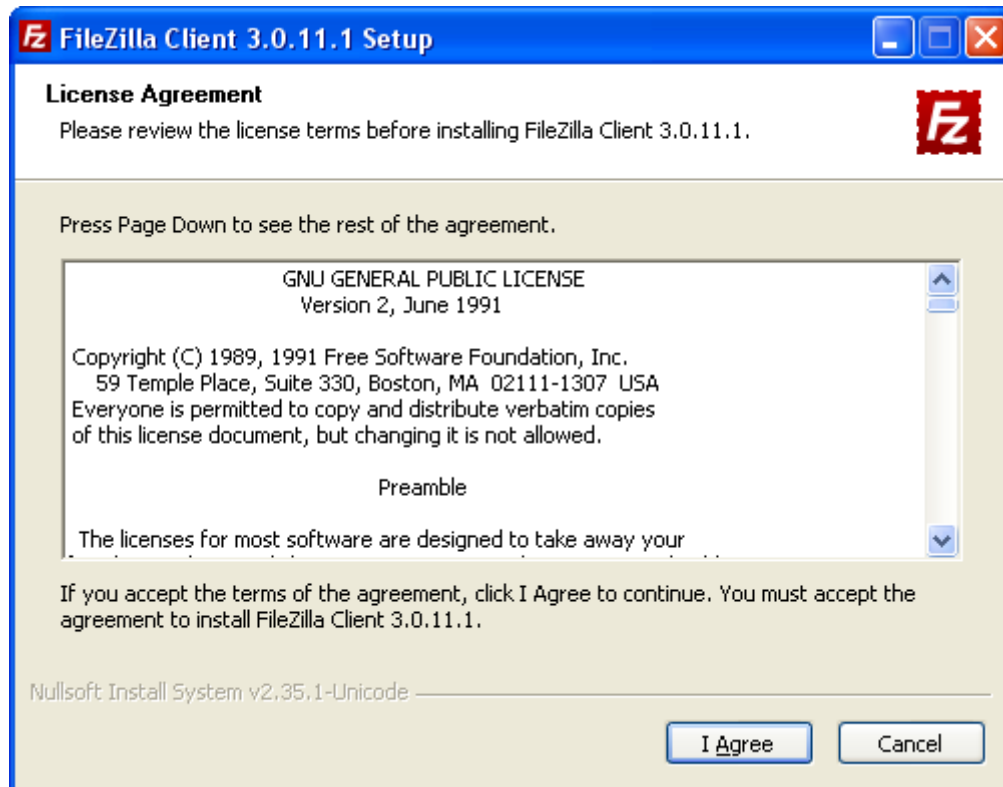 FileZilla Client 3.0.11.1 Setup
License Agreement
Please review the license terms before installing FileZilla Client 3.0.11.1.
Fz
Press Page Down to see the rest of the agreement.
GNU GENERAL PUBLIC LICENSE
Version 2, June 1991
Copyright (C) 1989, 1991 Free Software Foundation, Inc.
59 Temple Place, Suite 330, Boston, MA  02111-1307  USA
Everyone is permitted to copy and distribute verbatim copies
of this license document, but changing it is not allowed.
Preamble
The licenses for most software are designed to take away your
If you accept the terms of the agreement, click I Agree to continue. You must accept the
agreement to install FileZilla Client 3.0.11.1.
Nullsoft Install System v2.35.1-Unicode
I Agree
Cancel